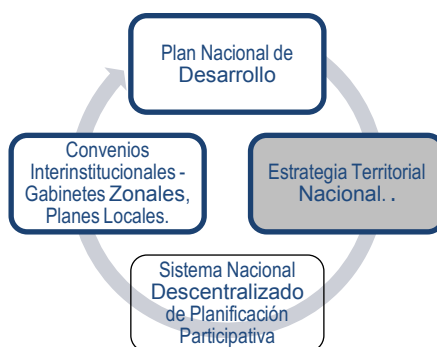 Plan Nacional de
Desarrollo
Convenios
Interinstitucionales -
Gabinetes Zonales,
Planes Locales.
Estrategia Territorial
Nacional. .
Sistema Nacional
Descentralizado
de Planificación
Participativa